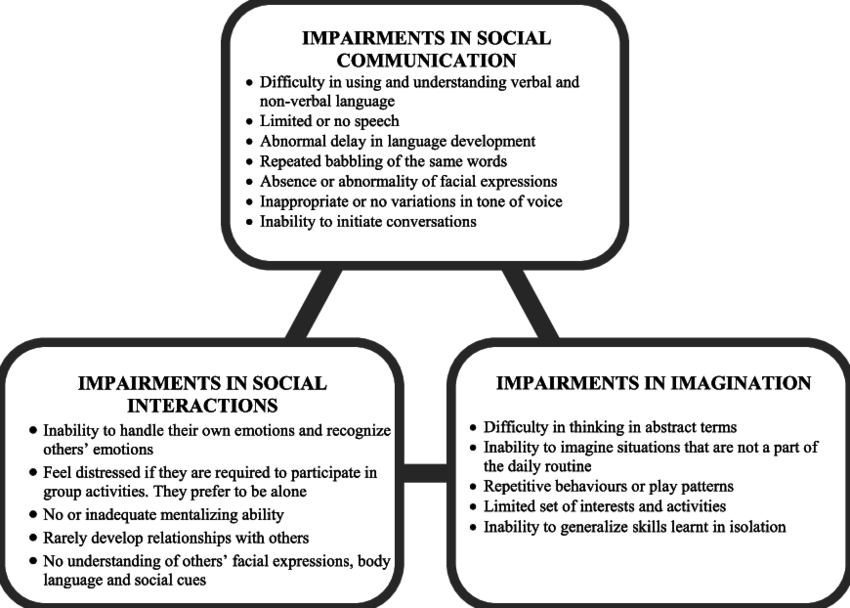 IMPAIRMENTS IN SOCIAL
COMMUNICATION
• Difficulty in using and understanding verbal and
non-verbal language
• Limited or no speech
• Abnormal delay in language development
• Repeated babbling of the same words
• Absence or abnormality of facial expressions
• Inappropriate or no variations in tone of voice
• Inability to initiate conversations
IMPAIRMENTS IN SOCIAL
INTERACTIONS
• Inability to handle their own emotions and recognize
others’ emotions
• Feel distressed if they are required to participate in
group activities. They prefer to be alone
• No or inadequate mentalizing ability
• Rarely develop relationships with others
• No understanding of others’ facial expressions, body
language and social cues
IMPAIRMENTS IN IMAGINATION
• Difficulty in thinking in abstract terms
• Inability to imagine situations that are not a part of
the daily routine
• Repetitive behaviours or play patterns
• Limited set of interests and activities
• Inability to generalize skills learnt in isolation